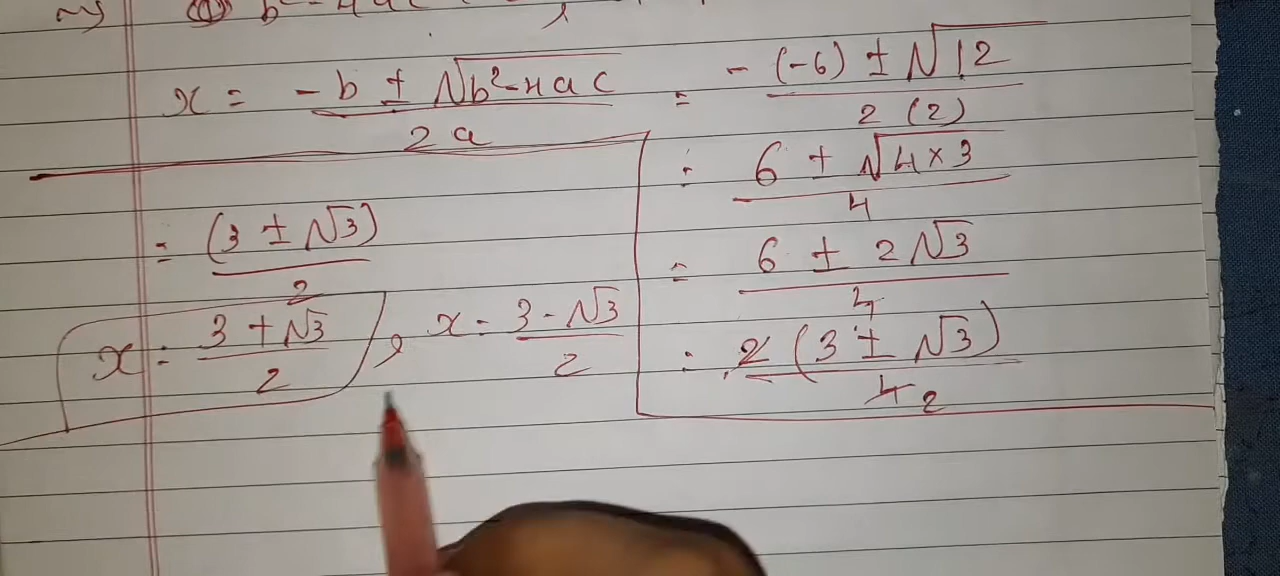 x = -b ± √b²-4ac / 2a = -(-6) ± √12 / 2(2)
= 6 ± √4×3 / 4
= 6 ± 2√3 / 4
= 2(3 ± √3) / 4 2
= (3 ± √3) / 2
x = 3 + √3 / 2 , x = 3 - √3 / 2